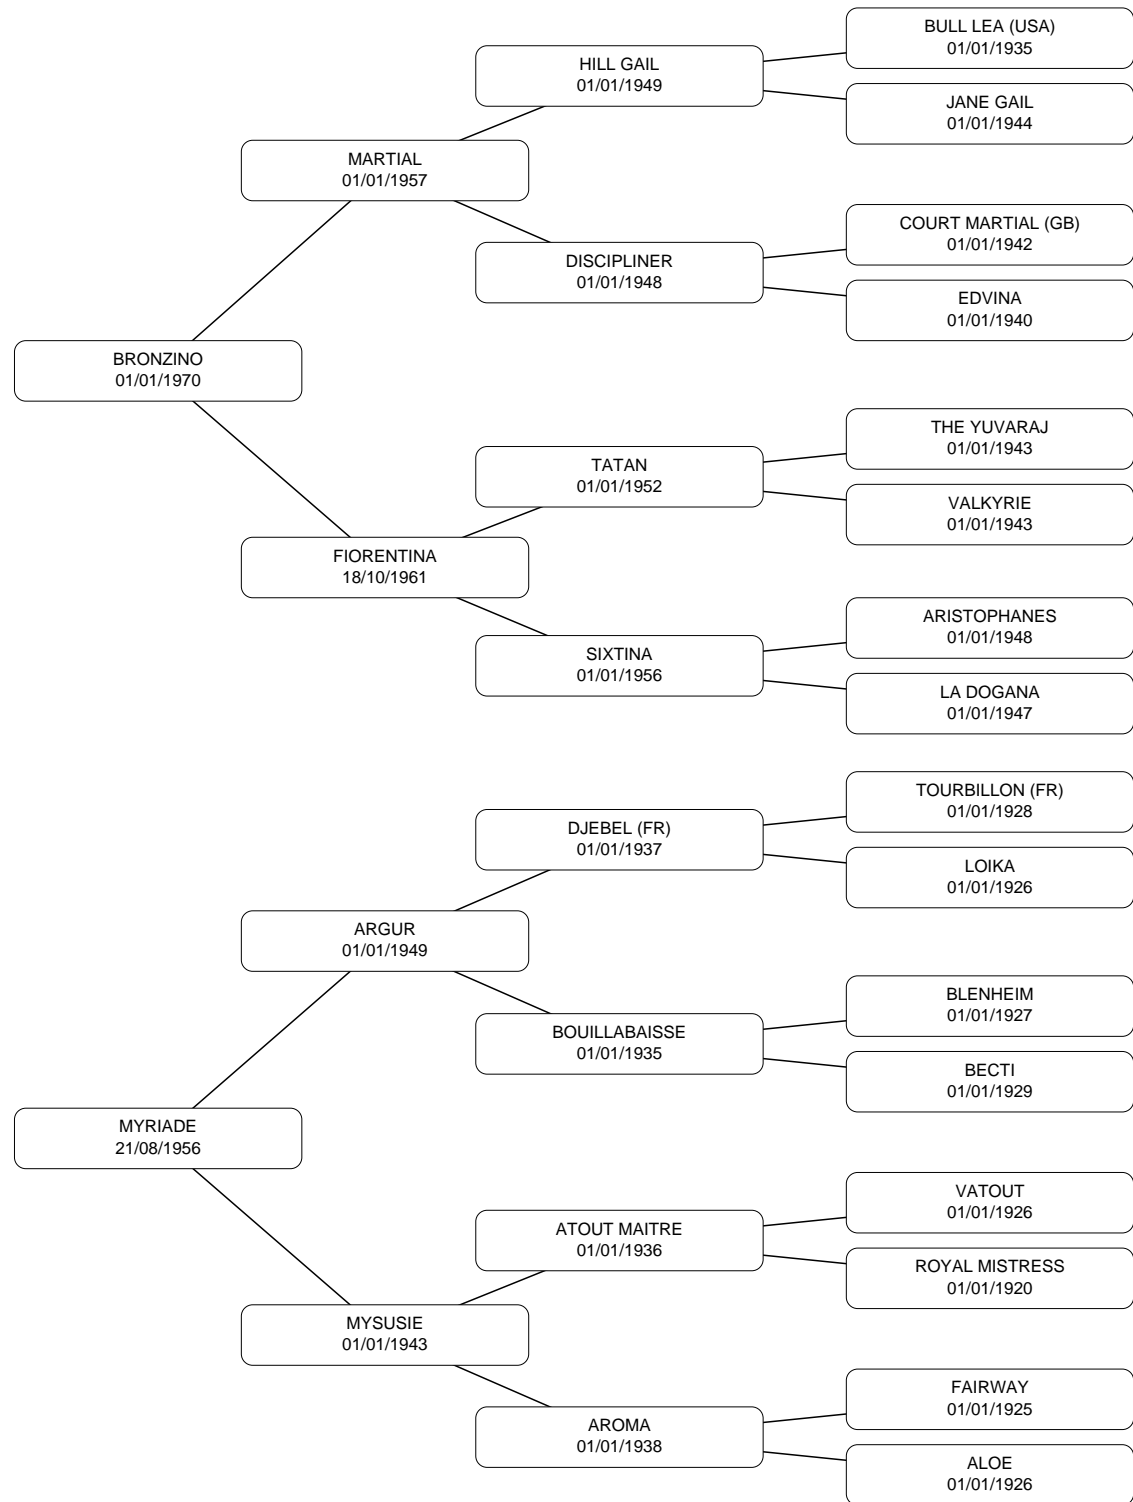 BULL LEA (USA)
01/01/1935
HILL GAIL
01/01/1949
JANE GAIL
01/01/1944
MARTIAL
01/01/1957
COURT MARTIAL (GB)
01/01/1942
DISCIPLINER
01/01/1948
EDVINA
01/01/1940
BRONZINO
01/01/1970
THE YUVARAJ
01/01/1943
TATAN
01/01/1952
VALKYRIE
01/01/1943
FIORENTINA
18/10/1961
ARISTOPHANES
01/01/1948
SIXTINA
01/01/1956
LA DOGANA
01/01/1947
TOURBILLON (FR)
01/01/1928
DJEBEL (FR)
01/01/1937
LOIKA
01/01/1926
ARGUR
01/01/1949
BLENHEIM
01/01/1927
BOUILLABAISSE
01/01/1935
BECTI
01/01/1929
MYRIADE
21/08/1956
VATOUT
01/01/1926
ATOUT MAITRE
01/01/1936
ROYAL MISTRESS
01/01/1920
MYSUSIE
01/01/1943
FAIRWAY
01/01/1925
AROMA
01/01/1938
ALOE
01/01/1926